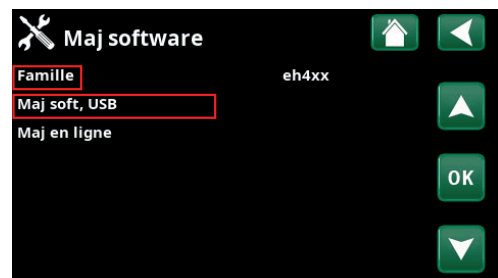 Maj software
Famille eh4xx
Maj soft, USB
Maj en ligne
OK